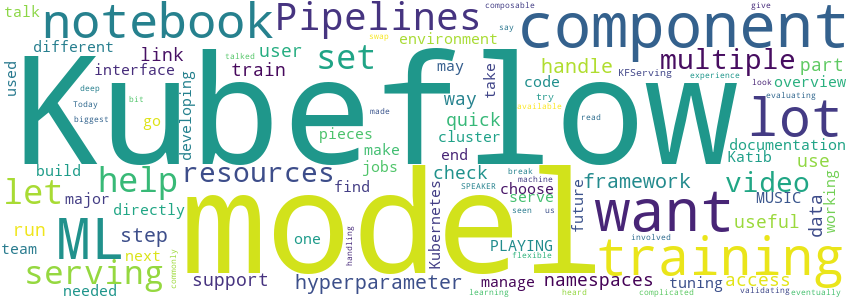 talk
notebook
Pipelines
composable
say
give
component
different
link
user
environment
swap
talked
set
handle
multiple
part
used
interface
train
may
take
code
KFServing
experience
overview
deep
Today
biggest
bit
go
developing
Kubeflow
made
way
quick
try
available
look
evaluating
lot
pieces
cluster
read
make
jobs
end
documentation
Katib
build
help
resources
find
check
SPEAKER
break
machine
choose
seen
us
serve
future
framework
video
use
let
major
directly
model
Kubernetes
want
MUSIC
data
working
useful
run
ML
step
one
handling
PLAYING
flexible
involved
team
next
training
serving
commonly
support
hyperparameter
manage
namespaces
tuning
access
needed
learning
heard
complicated
validating
eventually